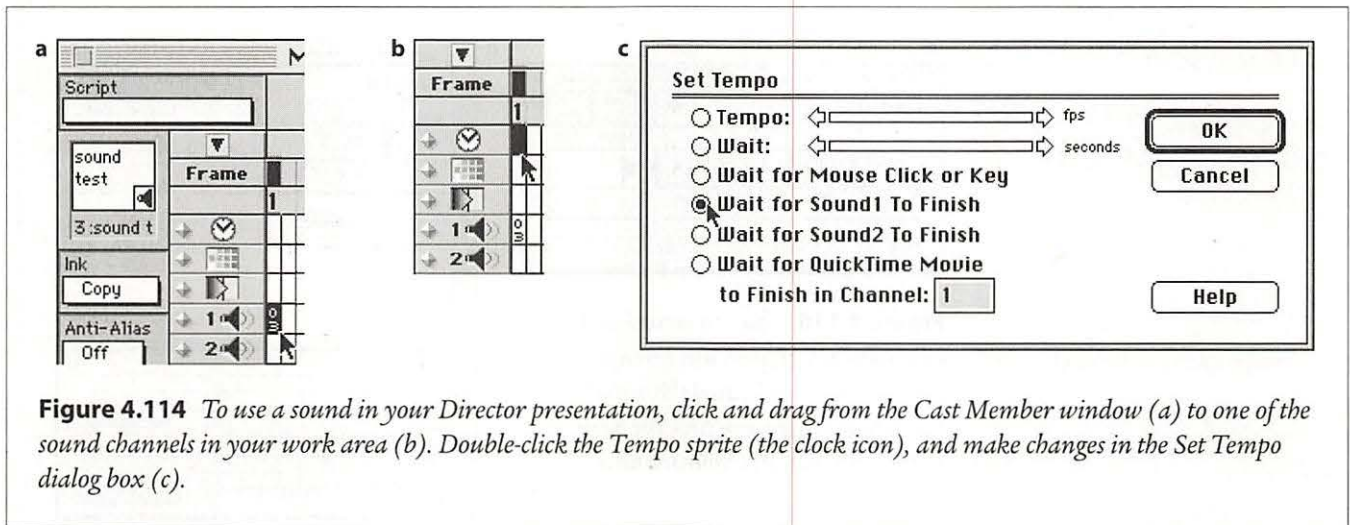 a
Script
sound
test
3:sound t
Ink
Copy
Anti-Alias
Off
Frame
1
0
3
1
2
b
Frame
1
1
0
3
2
c
Set Tempo
Tempo: fps
Wait: seconds
Wait for Mouse Click or Key
Wait for Sound1 To Finish
Wait for Sound2 To Finish
Wait for QuickTime Movie
to Finish in Channel: 1
OK
Cancel
Help
Figure 4.114 To use a sound in your Director presentation, click and drag from the Cast Member window (a) to one of the
sound channels in your work area (b). Double-click the Tempo sprite (the clock icon), and make changes in the Set Tempo
dialog box (c).